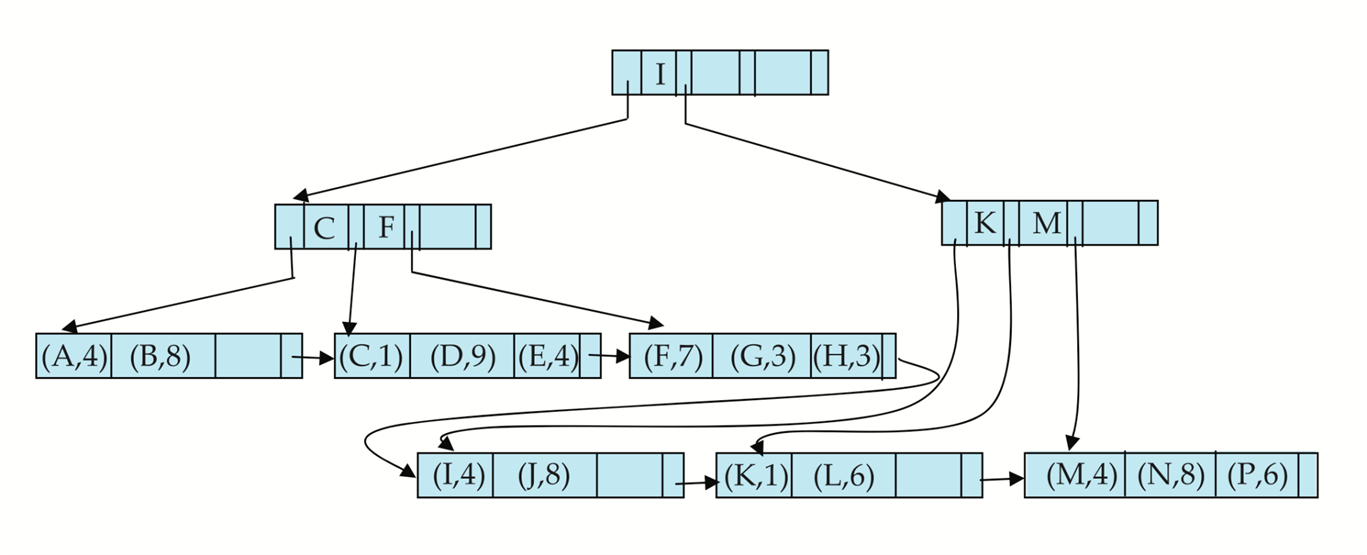 I
C F
K M
(A,4) (B,8) (C,1) (D,9) (E,4) (F,7) (G,3) (H,3)
(I,4) (J,8) (K,1) (L,6) (M,4) (N,8) (P,6)